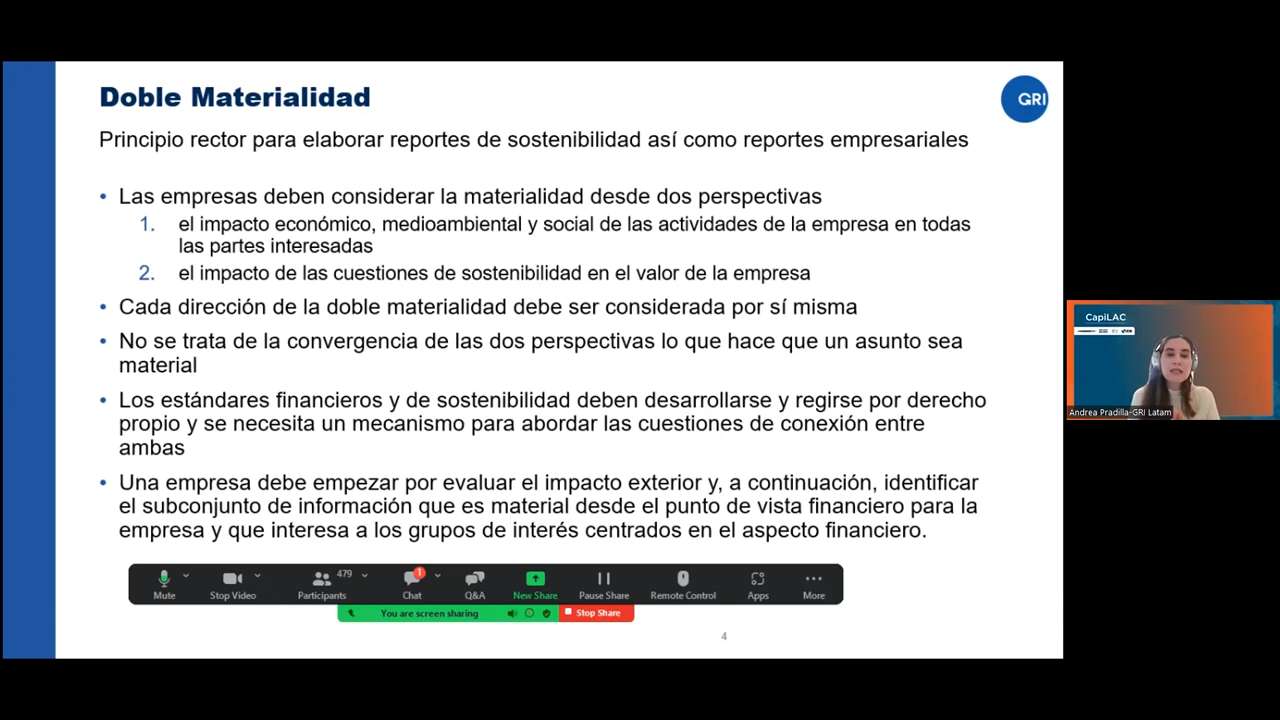 Doble Materialidad
GRI
Principio rector para elaborar reportes de sostenibilidad así como reportes empresariales
• Las empresas deben considerar la materialidad desde dos perspectivas
1. el impacto económico, medioambiental y social de las actividades de la empresa en todas
las partes interesadas
2. el impacto de las cuestiones de sostenibilidad en el valor de la empresa
• Cada dirección de la doble materialidad debe ser considerada por sí misma
• No se trata de la convergencia de las dos perspectivas lo que hace que un asunto sea
material
• Los estándares financieros y de sostenibilidad deben desarrollarse y regirse por derecho
propio y se necesita un mecanismo para abordar las cuestiones de conexión entre
ambas
• Una empresa debe empezar por evaluar el impacto exterior y, a continuación, identificar
el subconjunto de información que es material desde el punto de vista financiero para la
empresa y que interesa a los grupos de interés centrados en el aspecto financiero.
CapiLAC
Andrea Pradilla-GRI Latam
479
1
Mute Stop Video Participants Chat Q&A New Share Pause Share Remote Control Apps More
You are screen sharing Stop Share
4